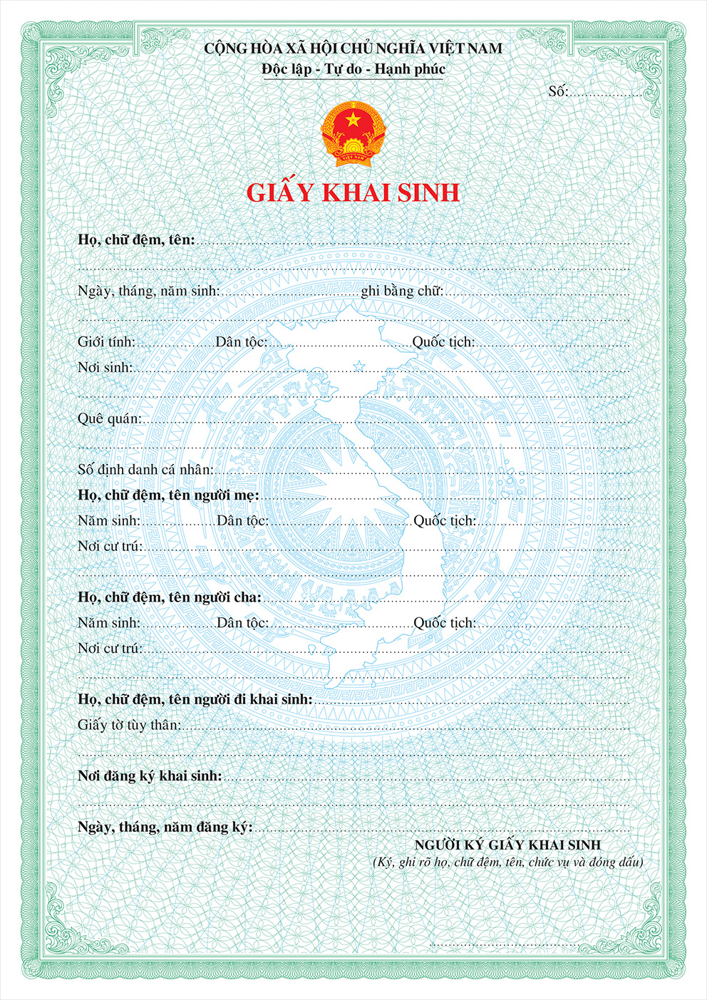 CỘNG HÒA XÃ HỘI CHỦ NGHĨA VIỆT NAM
Độc lập - Tự do - Hạnh phúc
Số:...................
VIỆT NAM
GIẤY KHAI SINH
Họ, chữ đệm, tên:
Ngày, tháng, năm sinh: ghi bằng chữ:
Giới tính: Dân tộc: Quốc tịch:
Nơi sinh:
Quê quán:
Số định danh cá nhân:
Họ, chữ đệm, tên người mẹ:
Năm sinh: Dân tộc: Quốc tịch:
Nơi cư trú:
Họ, chữ đệm, tên người cha:
Năm sinh: Dân tộc: Quốc tịch:
Nơi cư trú:
Họ, chữ đệm, tên người đi khai sinh:
Giấy tờ tùy thân:
Nơi đăng ký khai sinh:
Ngày, tháng, năm đăng ký:
NGƯỜI KÝ GIẤY KHAI SINH
(Ký, ghi rõ họ, chữ đệm, tên, chức vụ và đóng dấu)